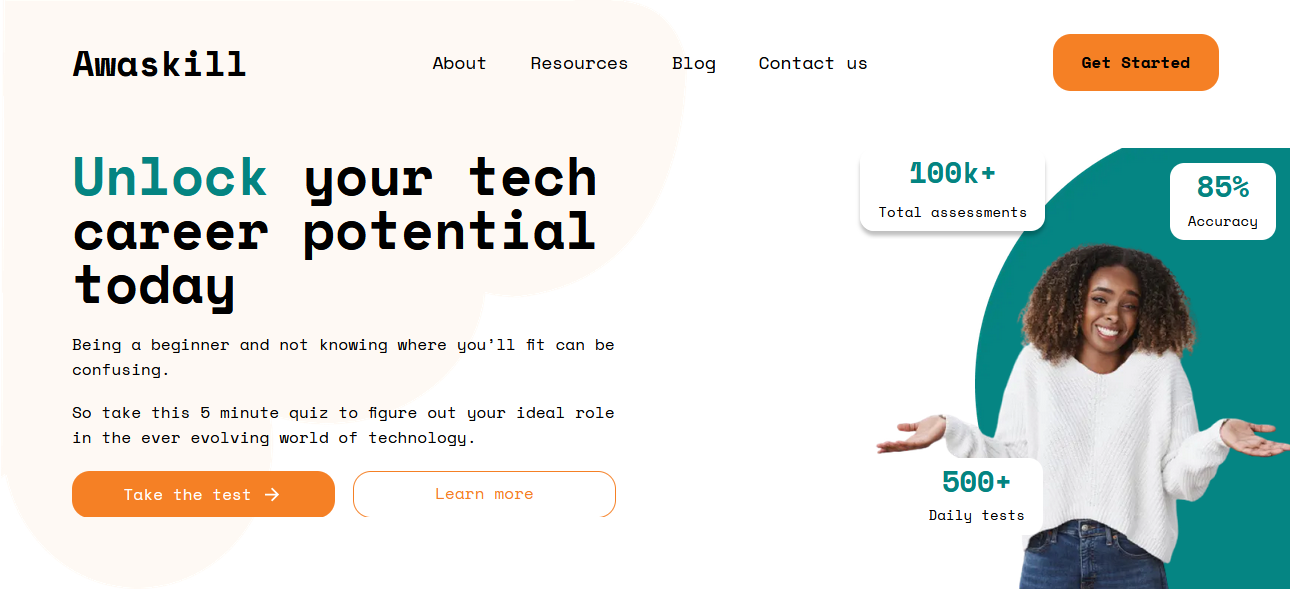 Awaskill
About
Resources
Blog
Contact us
Get Started
Unlock your tech
career potential
today
Being a beginner and not knowing where you’ll fit can be
confusing.
So take this 5 minute quiz to figure out your ideal role
in the ever evolving world of technology.
Take the test →
Learn more
100k+
Total assessments
85%
Accuracy
500+
Daily tests